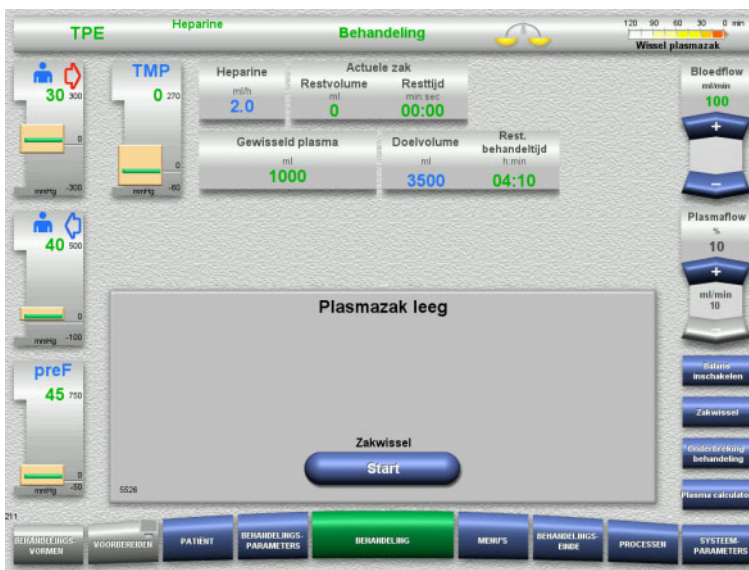 TPE
Heparine
Behandeling
120 90 60 30 0 min
Wissel plasmazak
30 300
0
mmHg -300
TMP
0 270
0
mmHg -60
Heparine
ml/h
2.0
Actuele zak
Restvolume Resttijd
ml min:sec
0 00:00
Gewisseld plasma
ml
1000
Doelvolume
ml
3500
Rest.
behandeltijd
h:min
04:10
Bloedflow
ml/min
100
+
–
40 500
0
mmHg -100
Plasmaflow
%
10
+
ml/min
10
–
preF
45 750
0
mmHg -50
Plasmazak leeg
Zakwissel
Start
5526
Balans
inschakelen
Zakwissel
Onderbreking
behandeling
Plasma calculato
211
BEHANDELINGS-
VORMEN
VOORBEREIDEN
PATIËNT
BEHANDELINGS-
PARAMETERS
BEHANDELING
MENU'S
BEHANDELINGS-
EINDE
PROCESSEN
SYSTEEM-
PARAMETERS